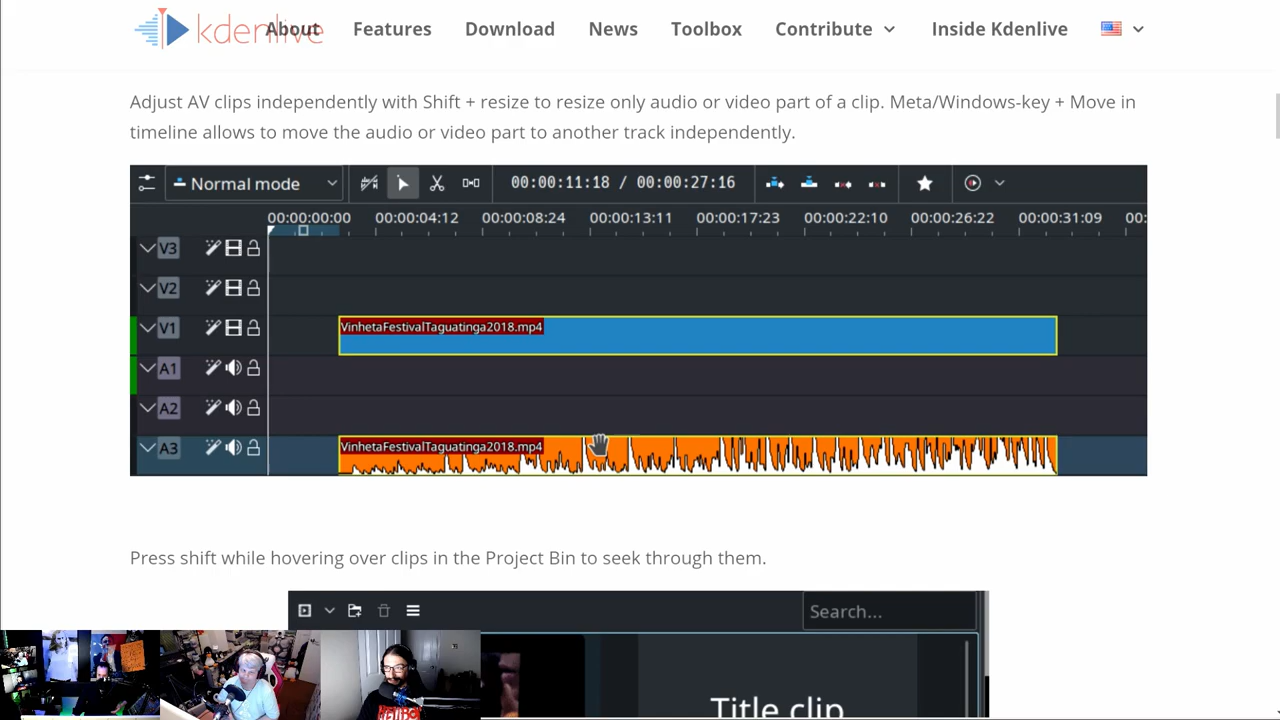 kdenlive About Features Download News Toolbox Contribute Inside Kdenlive
Adjust AV clips independently with Shift + resize to resize only audio or video part of a clip. Meta/Windows-key + Move in
timeline allows to move the audio or video part to another track independently.
Normal mode 00:00:11:18 / 00:00:27:16
00:00:00:00 00:00:04:12 00:00:08:24 00:00:13:11 00:00:17:23 00:00:22:10 00:00:26:22 00:00:31:09 00:
V3
V2
V1 VinhetaFestivalTaguatinga2018.mp4
A1
A2
A3 VinhetaFestivalTaguatinga2018.mp4
Press shift while hovering over clips in the Project Bin to seek through them.
Search...
Title clip